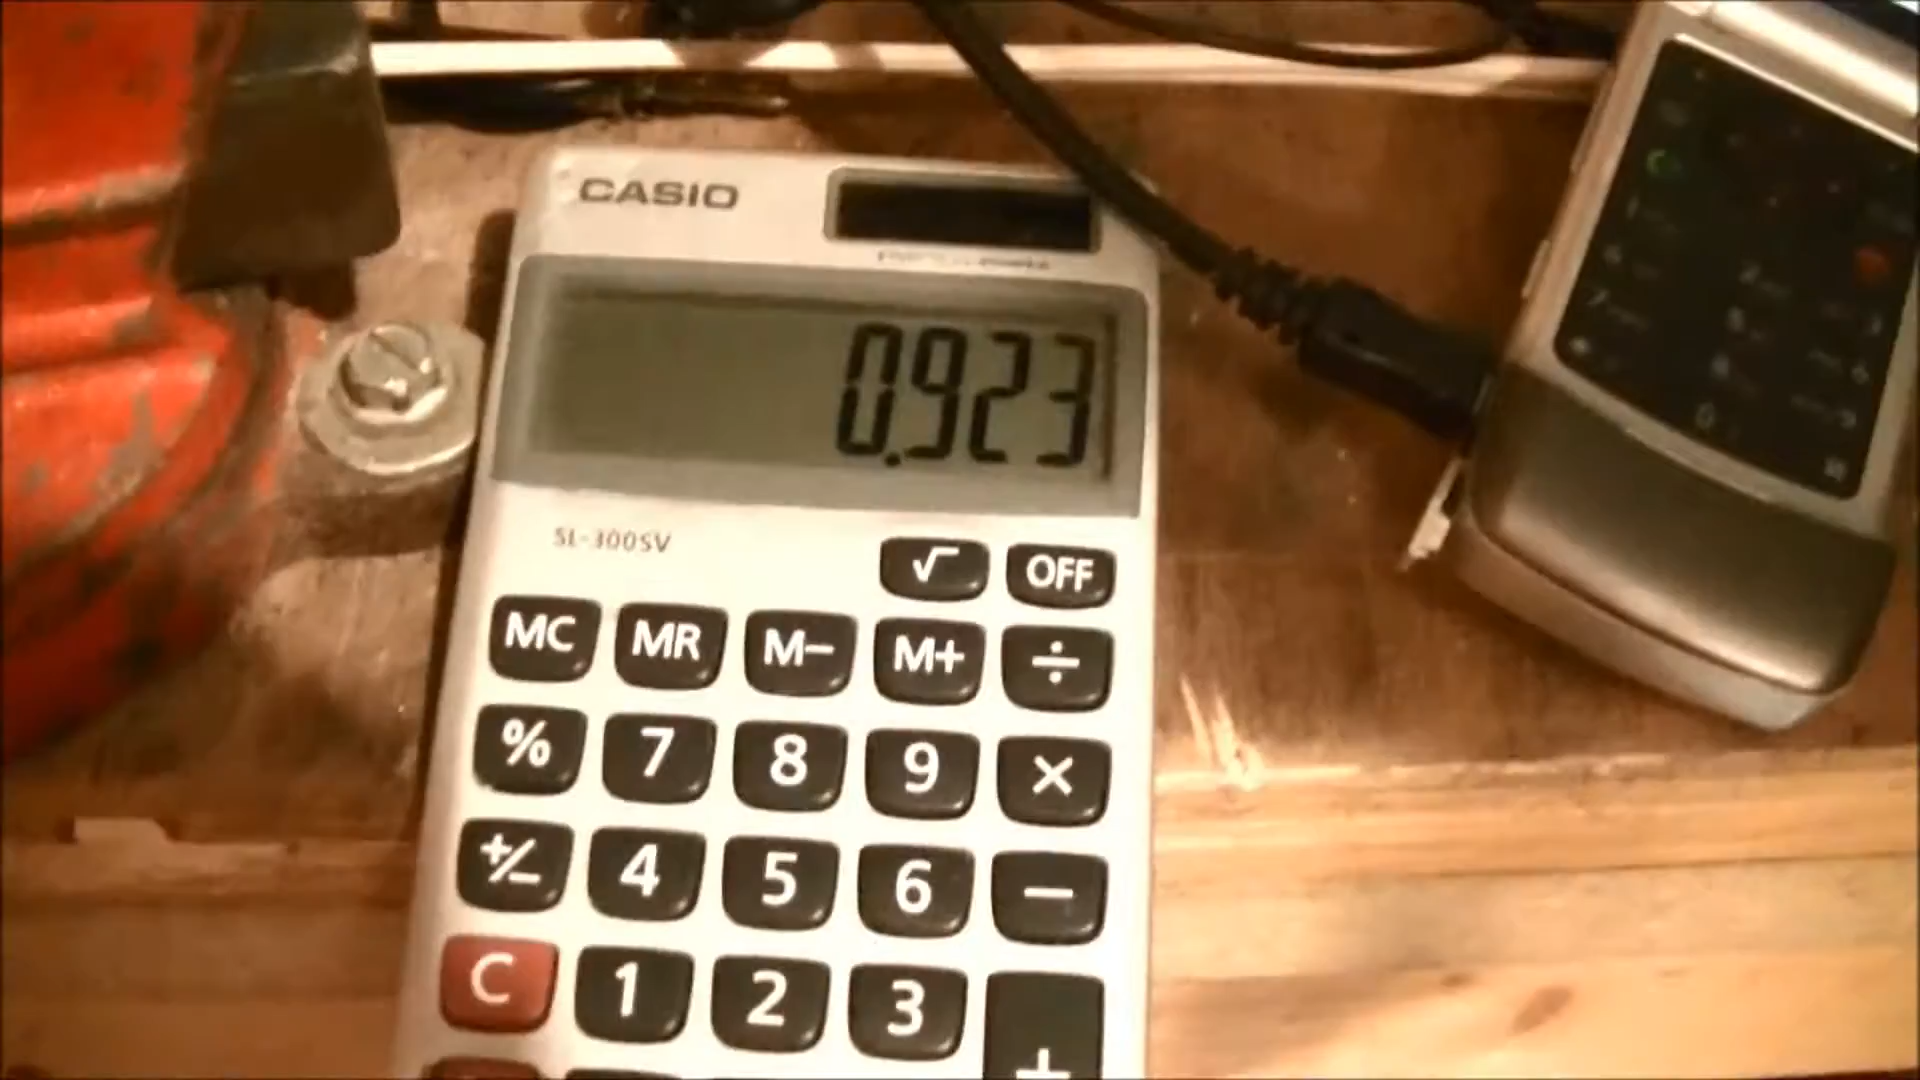 CASIO
0.923
SL-300SV
√ OFF
MC MR M− M+ ÷
% 7 8 9 ×
+/− 4 5 6 −
C 1 2 3 +